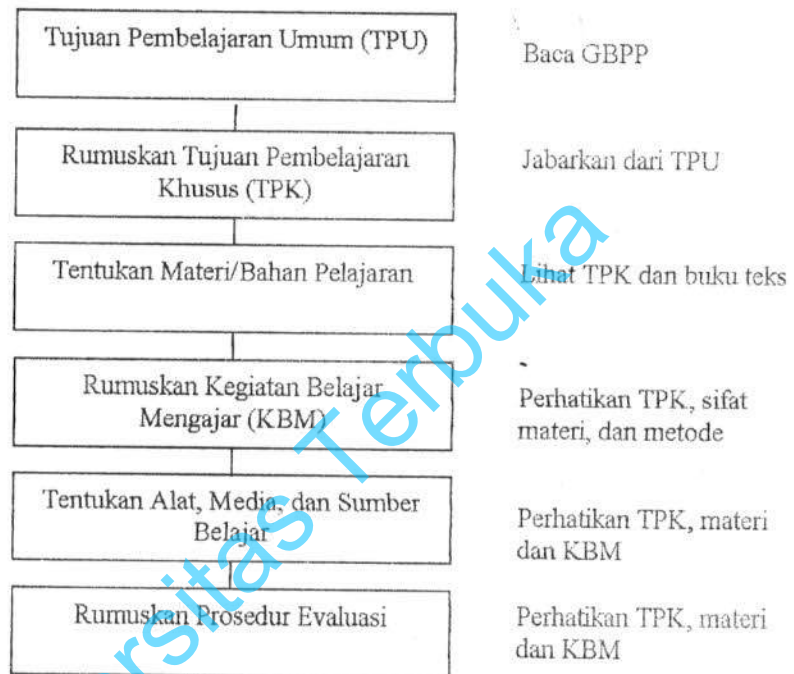 Tujuan Pembelajaran Umum (TPU)
Baca GBPP
Rumuskan Tujuan Pembelajaran
Khusus (TPK)
Jabarkan dari TPU
Tentukan Materi/Bahan Pelajaran
Lihat TPK dan buku teks
Rumuskan Kegiatan Belajar
Mengajar (KBM)
Perhatikan TPK, sifat
materi, dan metode
Tentukan Alat, Media, dan Sumber
Belajar
Perhatikan TPK, materi
dan KBM
Rumuskan Prosedur Evaluasi
Perhatikan TPK, materi
dan KBM
rsitas Terbuka